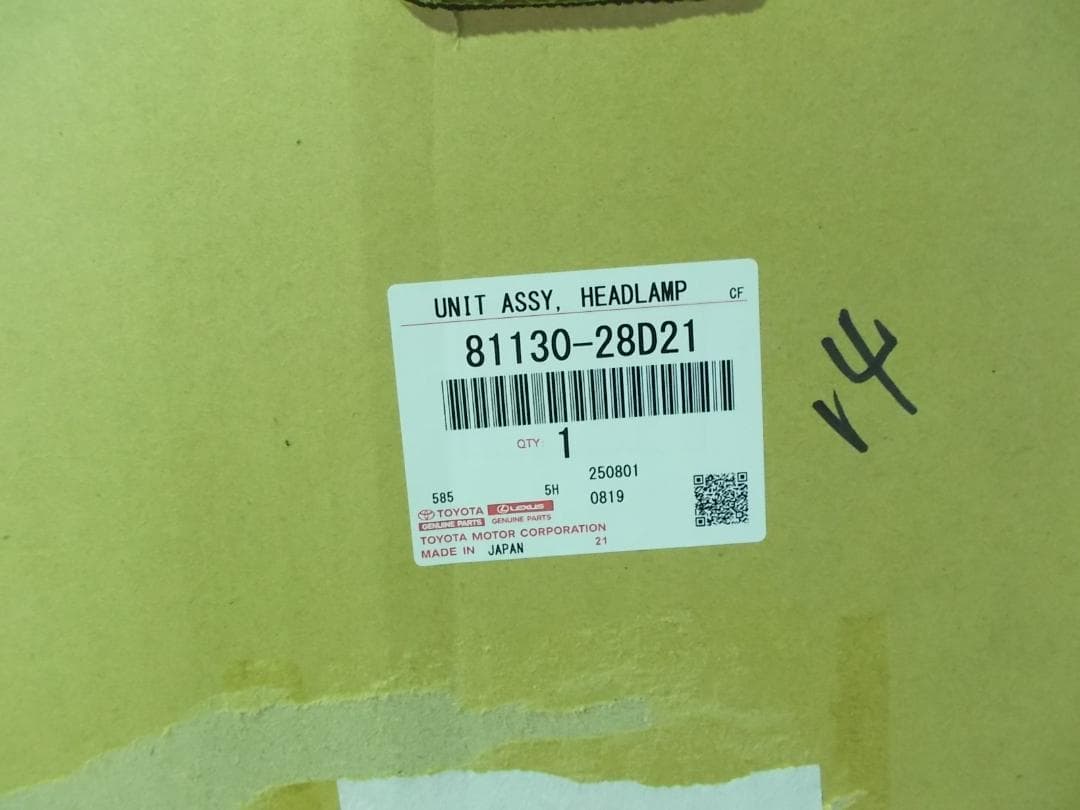 UNIT ASSY, HEADLAMP CF
81130-28D21
QTY: 1
250801
585 5H 0819
TOYOTA LEXUS
GENUINE PARTS GENUINE PARTS
TOYOTA MOTOR CORPORATION
MADE IN JAPAN 21